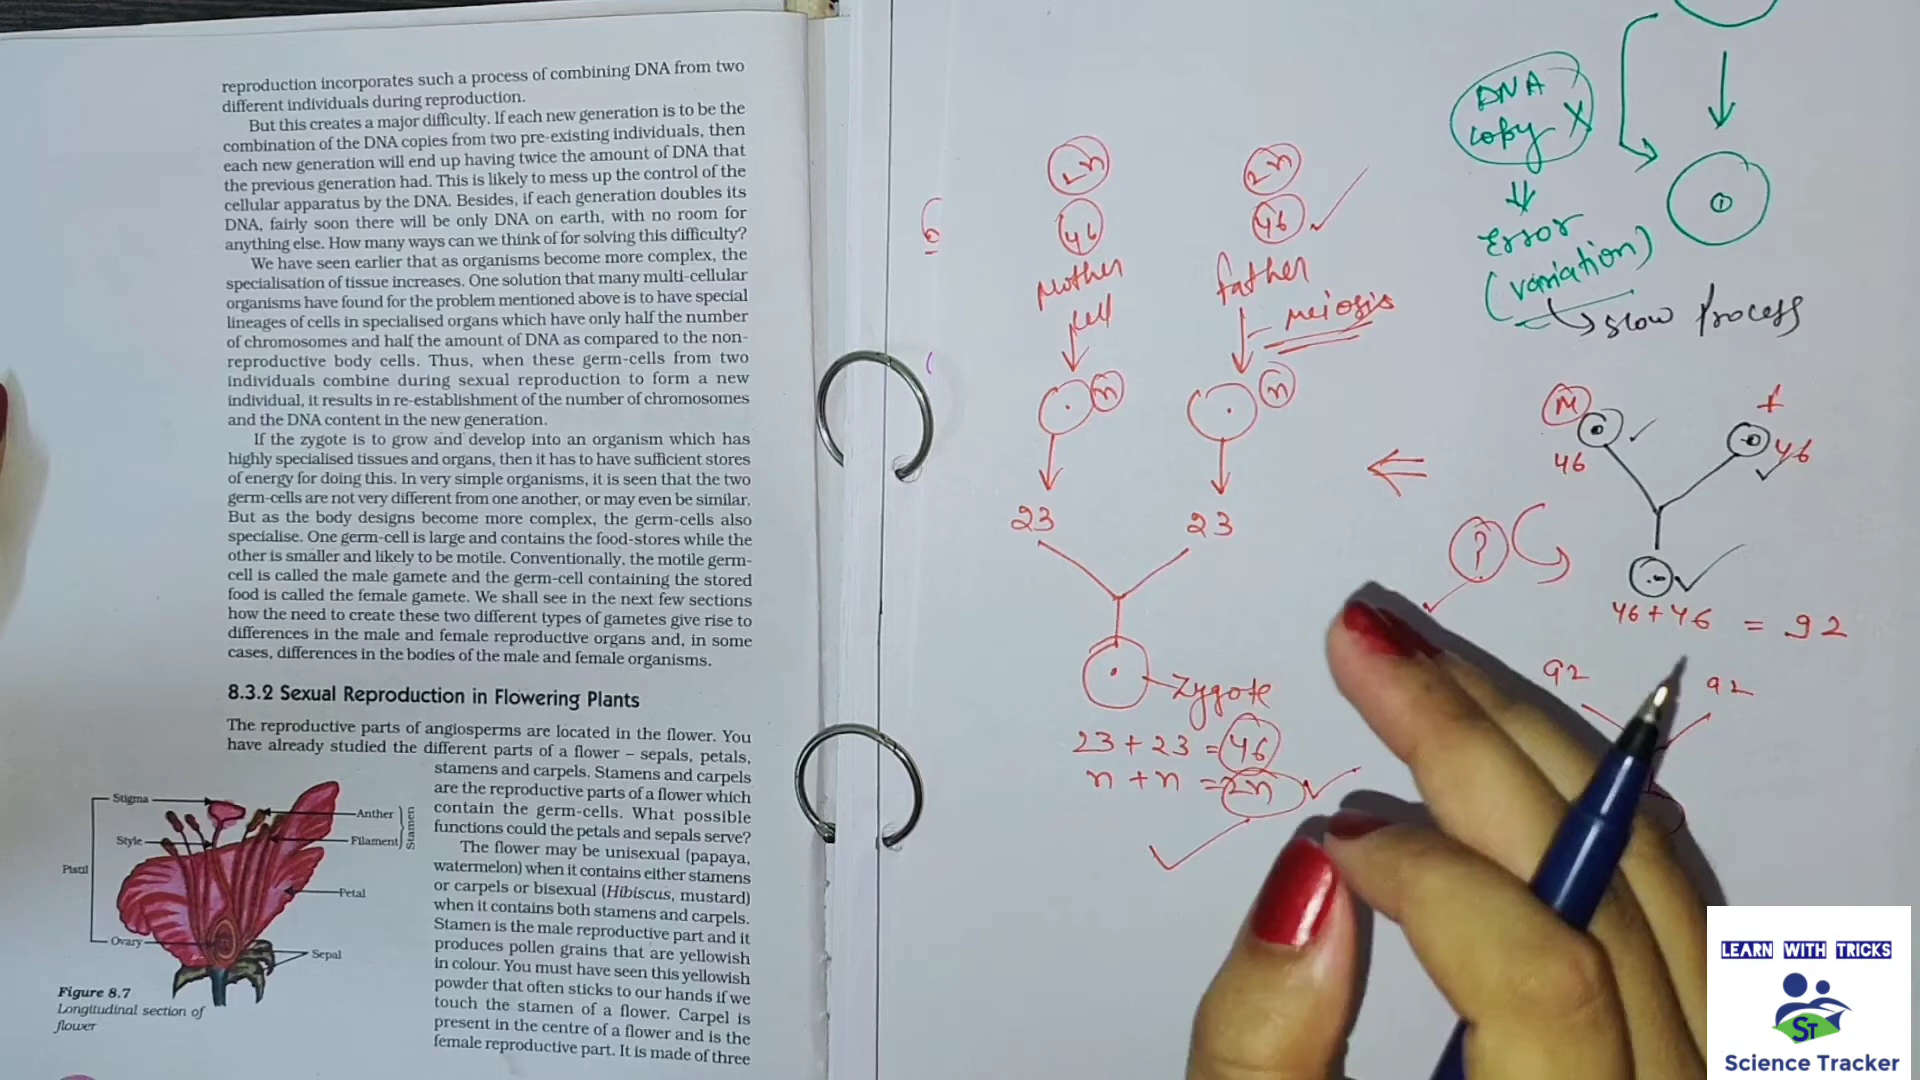 reproduction incorporates such a process of combining DNA from two
different individuals during reproduction.
But this creates a major difficulty. If each new generation is to be the
combination of the DNA copies from two pre-existing individuals, then
each new generation will end up having twice the amount of DNA that
the previous generation had. This is likely to mess up the control of the
cellular apparatus by the DNA. Besides, if each generation doubles its
DNA, fairly soon there will be only DNA on earth, with no room for
anything else. How many ways can we think of for solving this difficulty?
We have seen earlier that as organisms become more complex, the
specialisation of tissue increases. One solution that many multi-cellular
organisms have found for the problem mentioned above is to have special
lineages of cells in specialised organs which have only half the number
of chromosomes and half the amount of DNA as compared to the non-
reproductive body cells. Thus, when these germ-cells from two
individuals combine during sexual reproduction to form a new
individual, it results in re-establishment of the number of chromosomes
and the DNA content in the new generation.
If the zygote is to grow and develop into an organism which has
highly specialised tissues and organs, then it has to have sufficient stores
of energy for doing this. In very simple organisms, it is seen that the two
germ-cells are not very different from one another, or may even be similar.
But as the body designs become more complex, the germ-cells also
specialise. One germ-cell is large and contains the food-stores while the
other is smaller and likely to be motile. Conventionally, the motile germ-
cell is called the male gamete and the germ-cell containing the stored
food is called the female gamete. We shall see in the next few sections
how the need to create these two different types of gametes give rise to
differences in the male and female reproductive organs and, in some
cases, differences in the bodies of the male and female organisms.
8.3.2 Sexual Reproduction in Flowering Plants
The reproductive parts of angiosperms are located in the flower. You
have already studied the different parts of a flower – sepals, petals,
stamens and carpels. Stamens and carpels
are the reproductive parts of a flower which
contain the germ-cells. What possible
functions could the petals and sepals serve?
The flower may be unisexual (papaya,
watermelon) when it contains either stamens
or carpels or bisexual (Hibiscus, mustard)
when it contains both stamens and carpels.
Stamen is the male reproductive part and it
produces pollen grains that are yellowish
in colour. You must have seen this yellowish
powder that often sticks to our hands if we
touch the stamen of a flower. Carpel is
present in the centre of a flower and is the
female reproductive part. It is made of three
Stigma
Anther
Style
Filament
Stamen
Pistil
Petal
Ovary
Sepal
Figure 8.7
Longitudinal section of
flower
2n 2n
46 46
Mother father
cell
meiosis
n n
23 23
Zygote
23 + 23 = 46
n + n = 2n
DNA
copy X
Error
(variation)
slow process
M f
46 46
?
46 + 46 = 92
92 92
LEARN WITH TRICKS
ST
Science Tracker